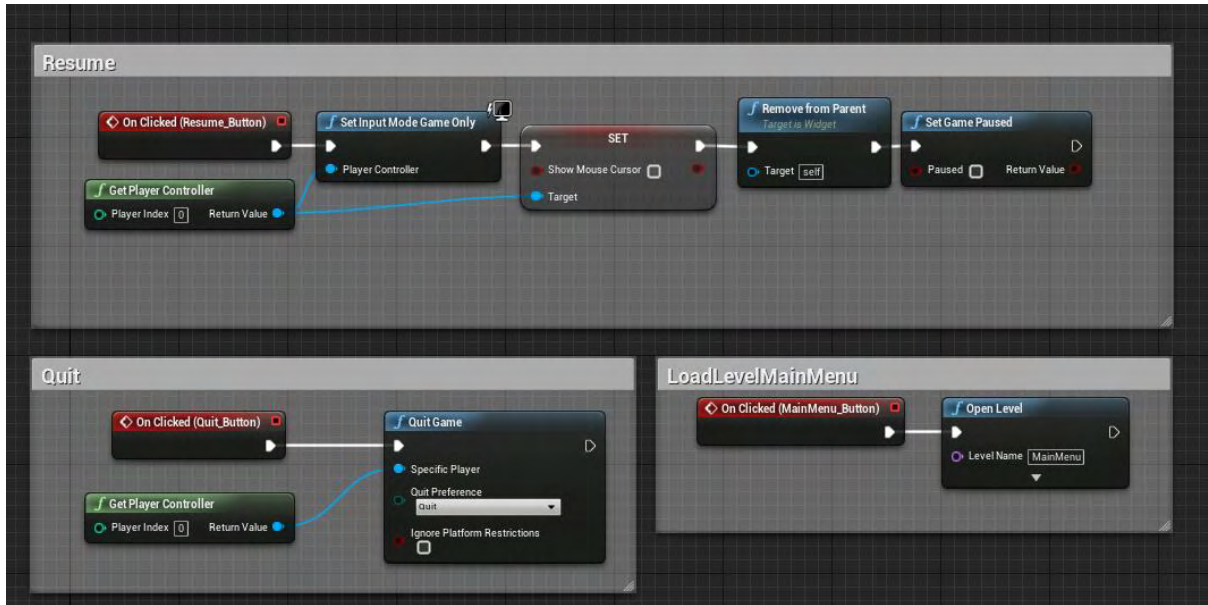 Resume
On Clicked (Resume_Button)
Set Input Mode Game Only
Player Controller
Get Player Controller
Player Index 0 Return Value
SET
Show Mouse Cursor
Target
Remove from Parent
Target is Widget
Target self
Set Game Paused
Paused Return Value
Quit
On Clicked (Quit_Button)
Get Player Controller
Player Index 0 Return Value
Quit Game
Specific Player
Quit Preference
Quit
Ignore Platform Restrictions
LoadLevelMainMenu
On Clicked (MainMenu_Button)
Open Level
Level Name MainMenu